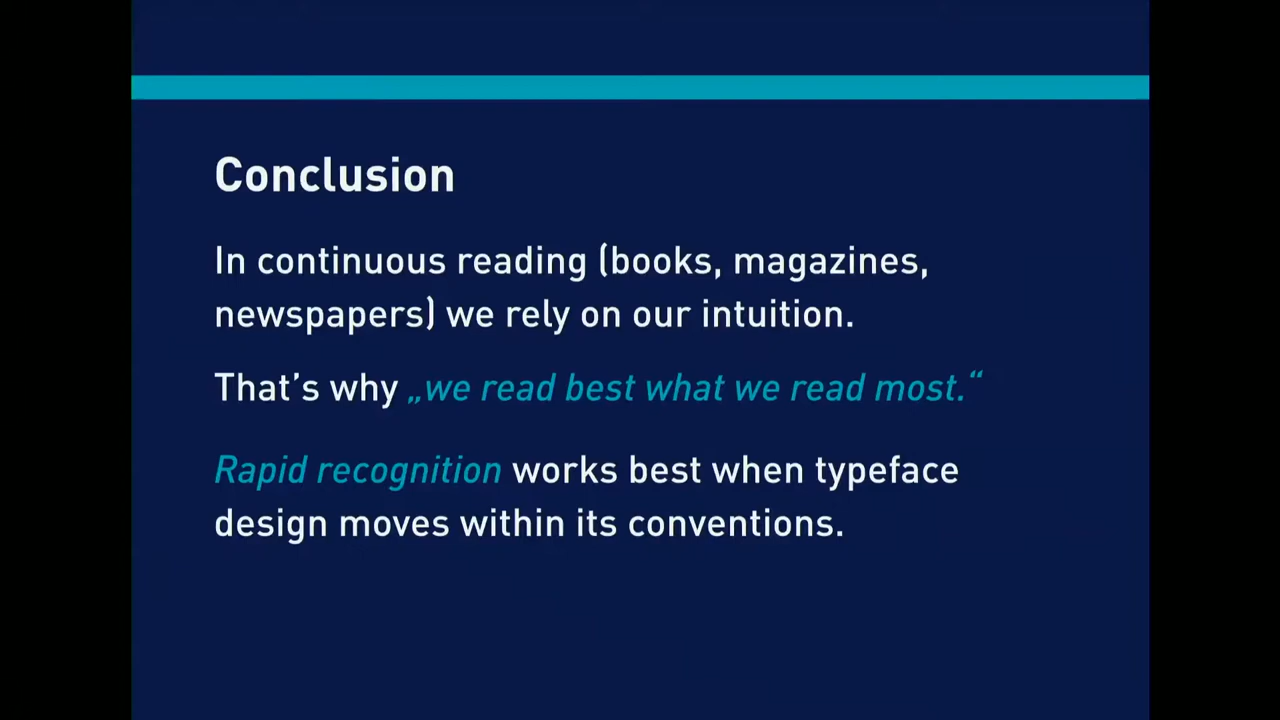 Conclusion
In continuous reading (books, magazines,
newspapers) we rely on our intuition.
That’s why „we read best what we read most.“
Rapid recognition works best when typeface
design moves within its conventions.